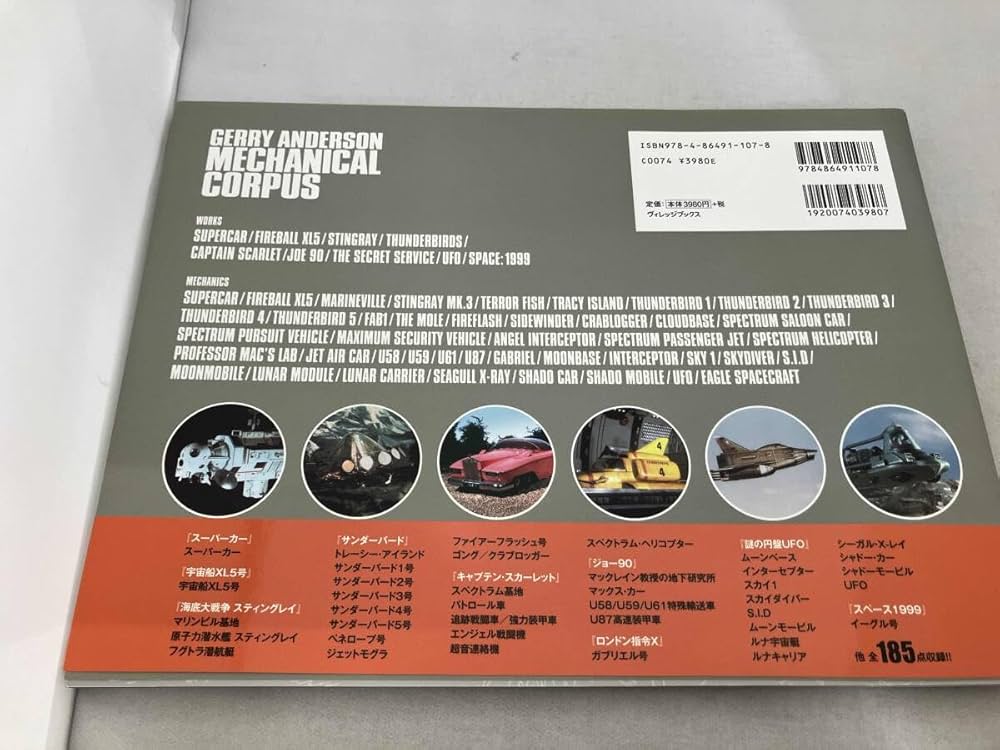 GERRY ANDERSON
MECHANICAL
CORPUS
ISBN978-4-86491-107-8
C0074 ¥3980E
定価:本体3980円+税
ヴィレッジブックス
9784864911078
1920074039807
WORKS
SUPERCAR/FIREBALL XL5/STINGRAY/THUNDERBIRDS/
CAPTAIN SCARLET/JOE 90/THE SECRET SERVICE/UFO/SPACE:1999
MECHANICS
SUPERCAR/FIREBALL XL5/MARINEVILLE/STINGRAY MK.3/TERROR FISH/TRACY ISLAND/THUNDERBIRD 1/THUNDERBIRD 2/THUNDERBIRD 3/
THUNDERBIRD 4/THUNDERBIRD 5/FAB1/THE MOLE/FIREFLASH/SIDEWINDER/CRABLOGGER/CLOUDBASE/SPECTRUM SALOON CAR/
SPECTRUM PURSUIT VEHICLE/MAXIMUM SECURITY VEHICLE/ANGEL INTERCEPTOR/SPECTRUM PASSENGER JET/SPECTRUM HELICOPTER/
PROFESSOR MAC'S LAB/JET AIR CAR/U58/U59/U61/U87/GABRIEL/MOONBASE/INTERCEPTOR/SKY 1/SKYDIVER/S.I.D/
MOONMOBILE/LUNAR MODULE/LUNAR CARRIER/SEAGULL X-RAY/SHADO CAR/SHADO MOBILE/UFO/EAGLE SPACECRAFT
4
4
『スーパーカー』
スーパーカー
『宇宙船XL5号』
宇宙船XL5号
『海底大戦争 スティングレイ』
マリンビル基地
原子力潜水艦 スティングレイ
フグトラ潜航艇
『サンダーバード』
トレーシー・アイランド
サンダーバード1号
サンダーバード2号
サンダーバード3号
サンダーバード4号
サンダーバード5号
ペネロープ号
ジェットモグラ
ファイアーフラッシュ号
ゴング/クラブロッガー
『キャプテン・スカーレット』
スペクトラム基地
パトロール車
追跡戦闘車/強力装甲車
エンジェル戦闘機
超音速連絡機
スペクトラム・ヘリコプター
『ジョー90』
マックレイン教授の地下研究所
マックス・カー
U58/U59/U61特殊輸送車
U87高速装甲車
『ロンドン指令X』
ガブリエル号
『謎の円盤UFO』
ムーンベース
インターセプター
スカイ1
スカイダイバー
S.I.D
ムーンモービル
ルナ宇宙艇
ルナキャリア
シーガル・X-レイ
シャドー・カー
シャドーモービル
UFO
『スペース1999』
イーグル号
他 全185点収録!!